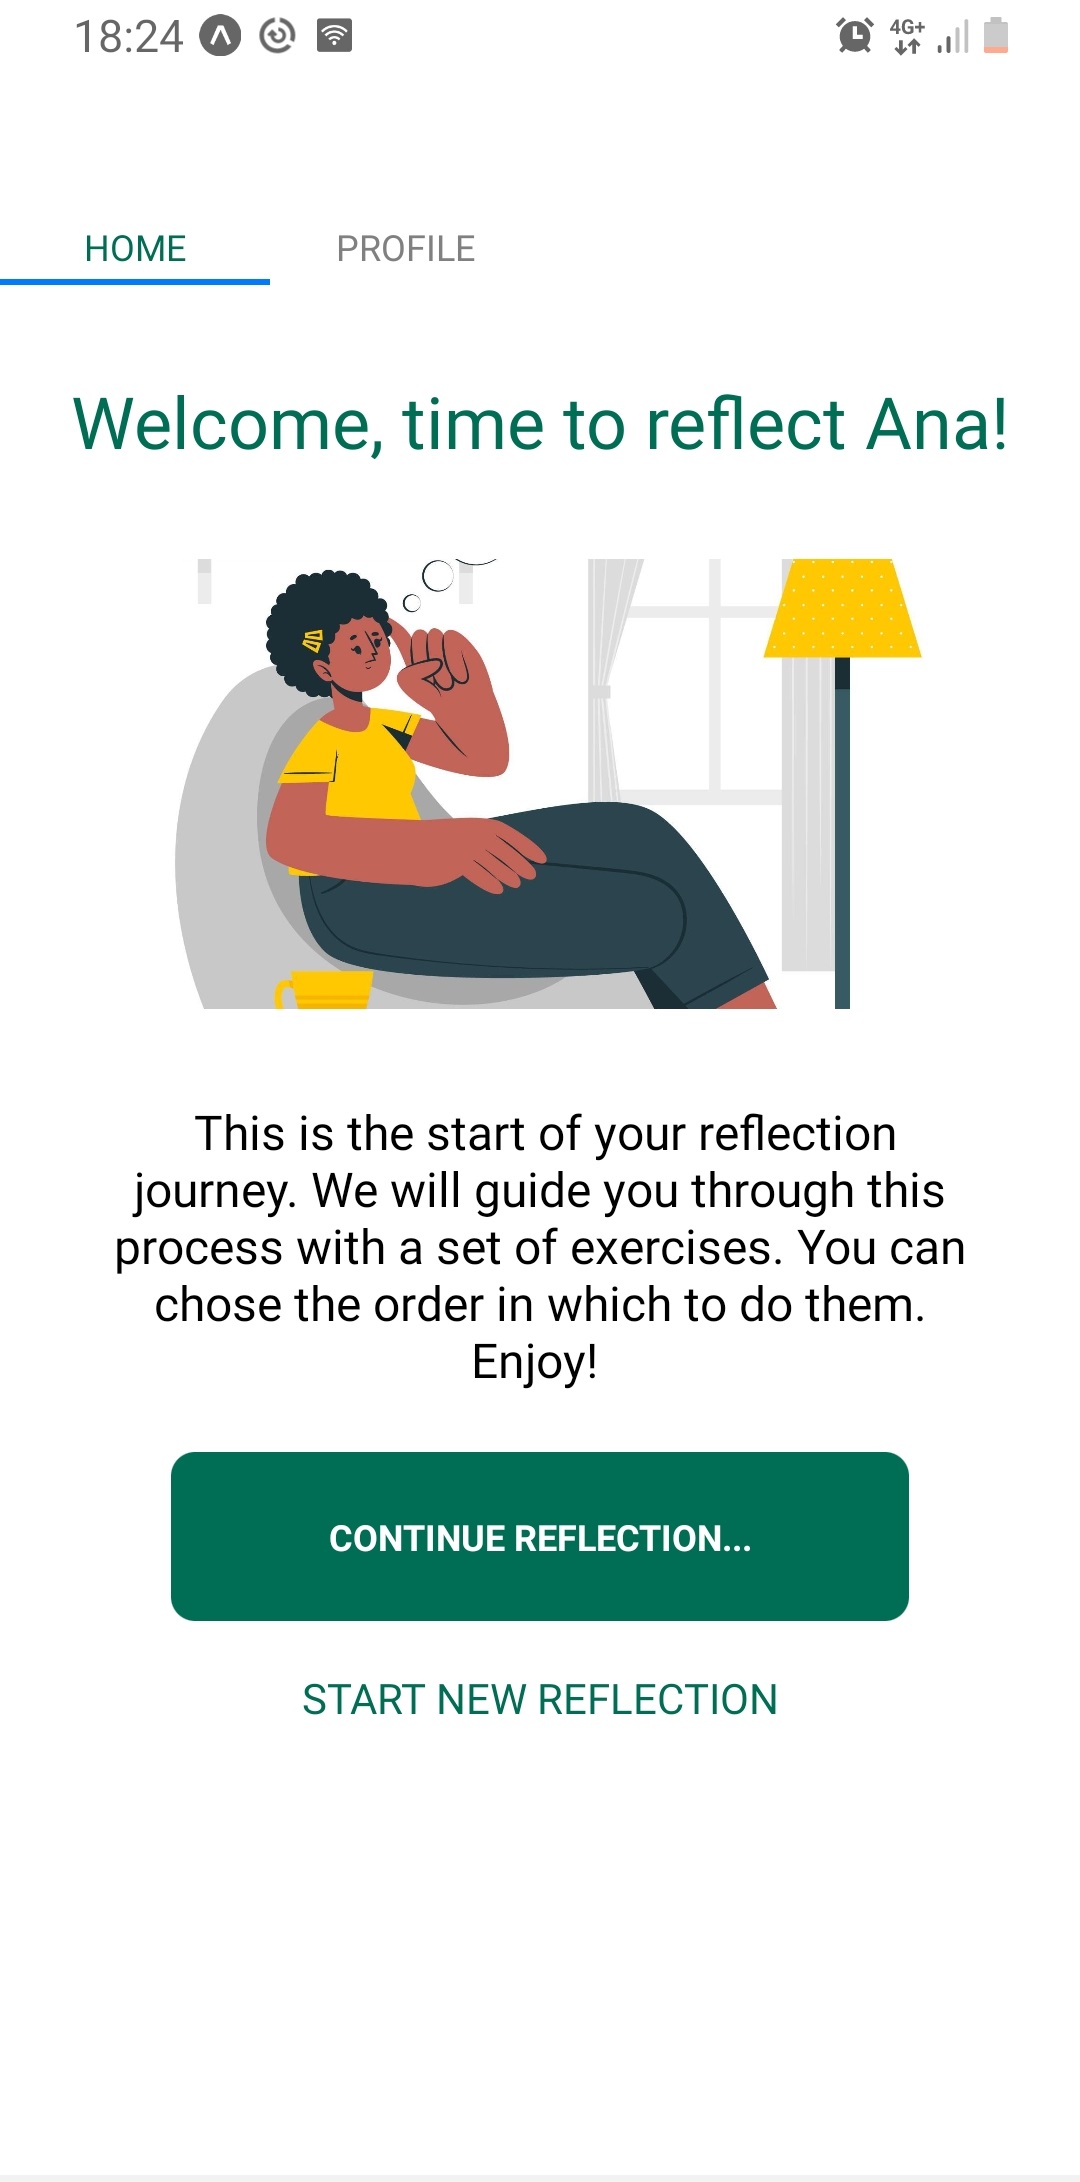 18:24
4G+
HOME PROFILE
Welcome, time to reflect Ana!
This is the start of your reflection
journey. We will guide you through this
process with a set of exercises. You can
chose the order in which to do them.
Enjoy!
CONTINUE REFLECTION...
START NEW REFLECTION